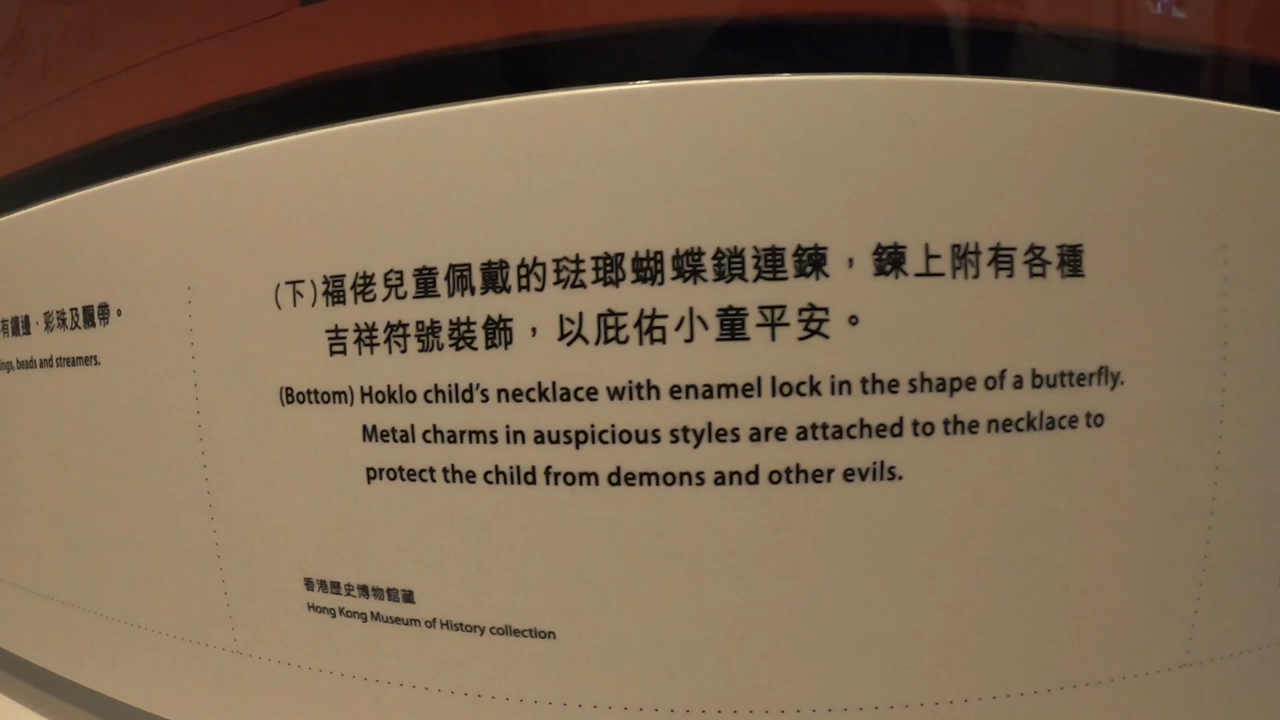 有鑲邊，彩珠及飄帶。
ings, beads and streamers.
(下)福佬兒童佩戴的琺瑯蝴蝶鎖連鍊，鍊上附有各種
吉祥符號裝飾，以庇佑小童平安。
(Bottom) Hoklo child's necklace with enamel lock in the shape of a butterfly.
Metal charms in auspicious styles are attached to the necklace to
protect the child from demons and other evils.
香港歷史博物館藏
Hong Kong Museum of History collection